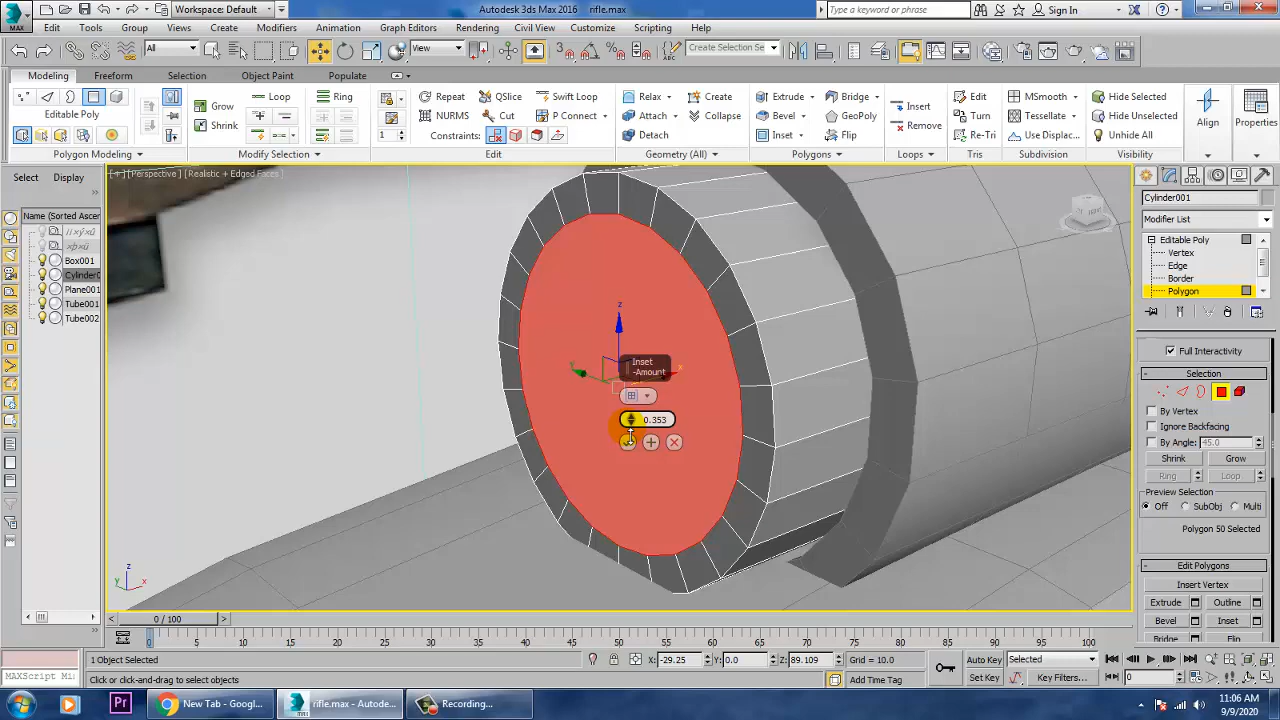 Workspace: Default
Autodesk 3ds Max 2016 rifle.max
Type a keyword or phrase
Sign In
MAX
Edit Tools Group Views Create Modifiers Animation Graph Editors Rendering Civil View Customize Scripting Help
All
View
Create Selection Se
Modeling Freeform Selection Object Paint Populate
Loop Ring Repeat QSlice Swift Loop Relax Create Extrude Bridge Edit MSmooth Hide Selected
Grow NURMS Cut P Connect Attach Collapse Bevel GeoPoly Insert Turn Tessellate Hide Unselected
Edit Poly
Editable Poly
Shrink Constraints: Detach Inset Flip Remove Re-Tri Use Displac... Unhide All
1
Align Properties
Polygon Modeling Modify Selection Edit Geometry (All) Polygons Loops Tris Subdivision Visibility
Select Display
[+] [Perspective] [Realistic + Edged Faces]
Name (Sorted Ascen
Box001
Cylinder0
Plane001
Tube001
Tube002
Inset
-Amount
0.353
z
x
y
Cylinder001
Modifier List
Editable Poly
Vertex
Edge
Border
Polygon
Full Interactivity
Selection
By Vertex
Ignore Backfacing
By Angle: 45.0
Shrink Grow
Ring Loop
Preview Selection
Off SubObj Multi
Polygon 50 Selected
Edit Polygons
Insert Vertex
Extrude Outline
Bevel Inset
Bridge Flip
0 / 100
0 5 10 15 20 25 30 35 40 45 50 55 60 65 70 75 80 85 90 95 100
1 Object Selected X: -29.25 Y: 0.0 Z: 89.109 Grid = 10.0 Auto Key Selected
MAXScript Mi
Click or click-and-drag to select objects Add Time Tag Set Key Key Filters... 0
New Tab - Google...
rifle.max - Autode...
Recording...
11:06 AM
9/9/2020